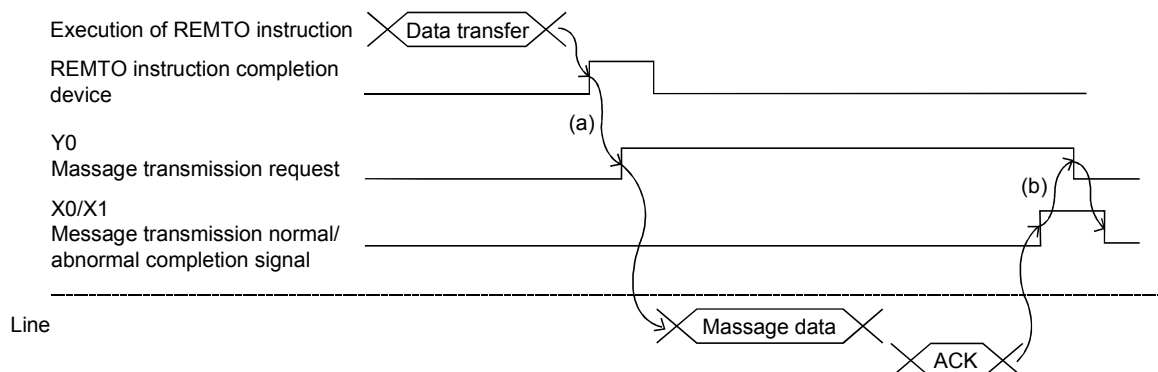 Execution of REMTO instruction
Data transfer
REMTO instruction completion
device
(a)
Y0
Massage transmission request
(b)
X0/X1
Message transmission normal/
abnormal completion signal
Line
Massage data
ACK